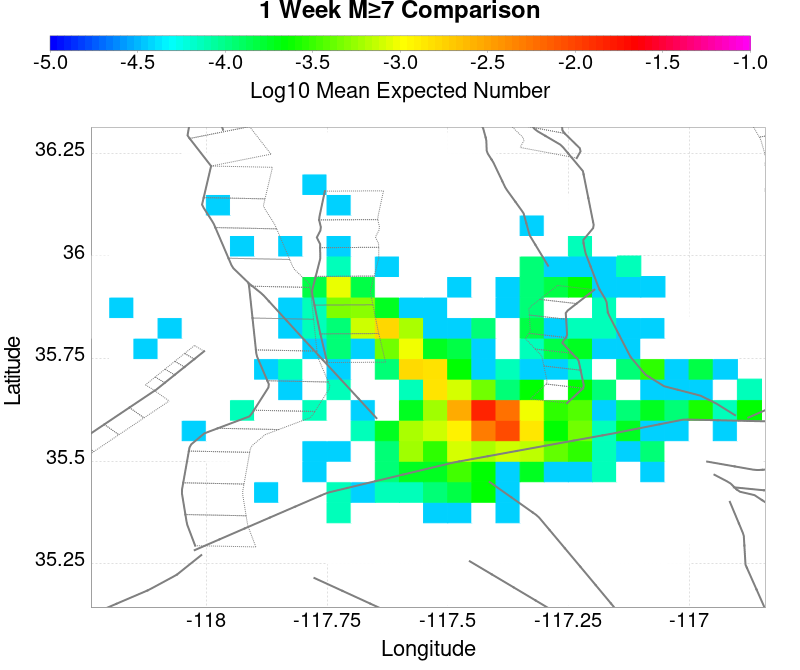 1 Week M≥7 Comparison
-5.0 -4.5 -4.0 -3.5 -3.0 -2.5 -2.0 -1.5 -1.0
Log10 Mean Expected Number
36.25
36
35.75
35.5
35.25
Latitude
-118 -117.75 -117.5 -117.25 -117
Longitude